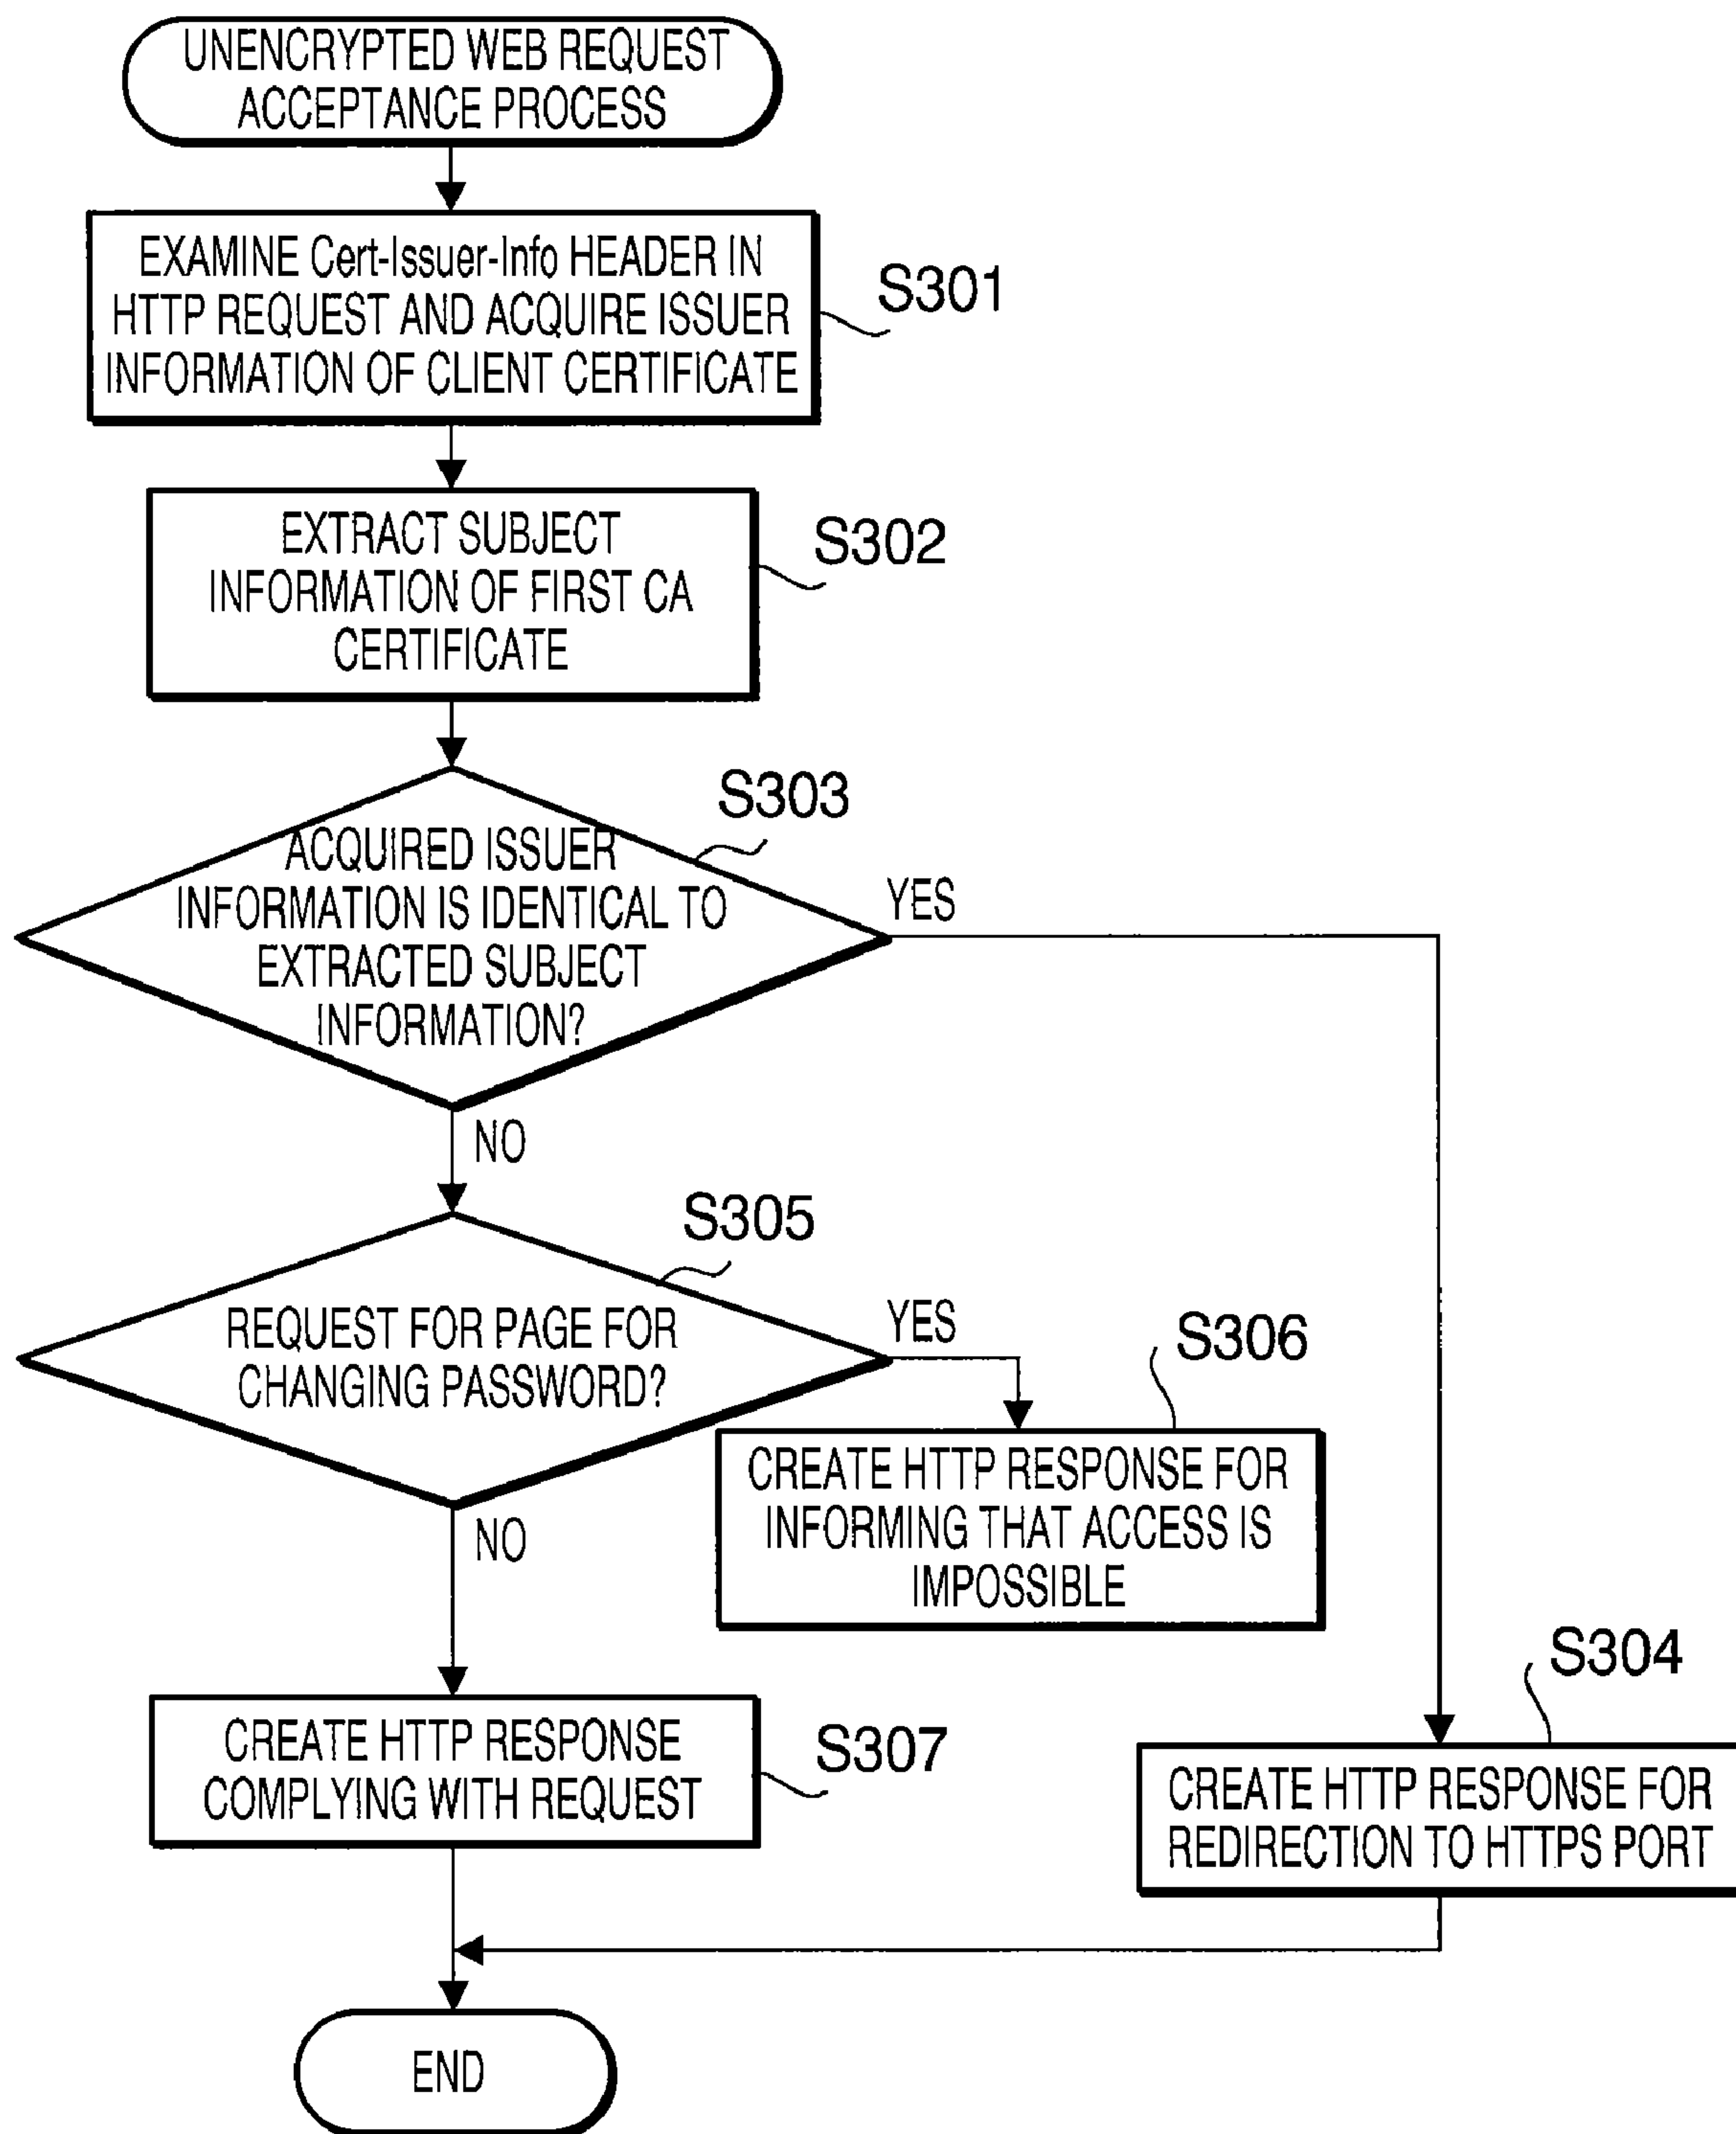 UNENCRYPTED WEB REQUEST
ACCEPTANCE PROCESS
EXAMINE Cert-Issuer-Info HEADER IN
HTTP REQUEST AND ACQUIRE ISSUER
INFORMATION OF CLIENT CERTIFICATE
S301
EXTRACT SUBJECT
INFORMATION OF FIRST CA
CERTIFICATE
S302
S303
ACQUIRED ISSUER
INFORMATION IS IDENTICAL TO
EXTRACTED SUBJECT
INFORMATION?
YES
NO
S305
REQUEST FOR PAGE FOR
CHANGING PASSWORD?
YES
NO
S306
CREATE HTTP RESPONSE FOR
INFORMING THAT ACCESS IS
IMPOSSIBLE
S304
CREATE HTTP RESPONSE FOR
REDIRECTION TO HTTPS PORT
CREATE HTTP RESPONSE
COMPLYING WITH REQUEST
S307
END